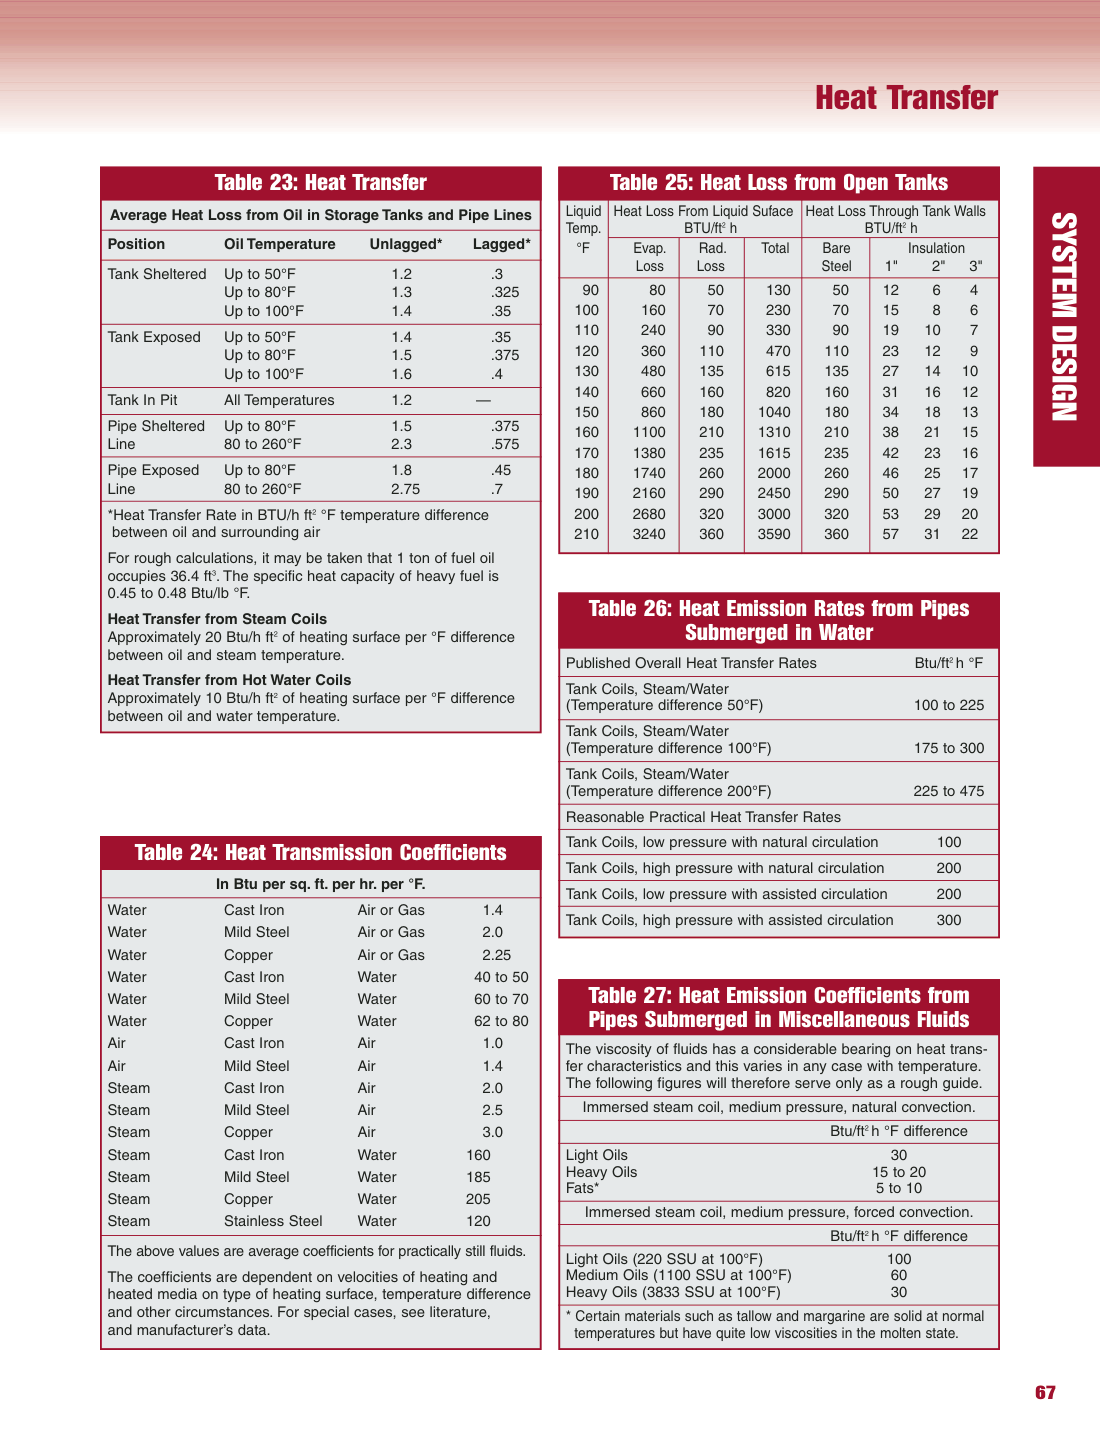 Heat Transfer
SYSTEM DESIGN
Table 23: Heat Transfer
Average Heat Loss from Oil in Storage Tanks and Pipe Lines
Position Oil Temperature Unlagged* Lagged*
Tank Sheltered Up to 50°F 1.2 .3
Up to 80°F 1.3 .325
Up to 100°F 1.4 .35
Tank Exposed Up to 50°F 1.4 .35
Up to 80°F 1.5 .375
Up to 100°F 1.6 .4
Tank In Pit All Temperatures 1.2 —
Pipe Sheltered Up to 80°F 1.5 .375
Line 80 to 260°F 2.3 .575
Pipe Exposed Up to 80°F 1.8 .45
Line 80 to 260°F 2.75 .7
*Heat Transfer Rate in BTU/h ft² °F temperature difference
between oil and surrounding air
For rough calculations, it may be taken that 1 ton of fuel oil
occupies 36.4 ft³. The specific heat capacity of heavy fuel is
0.45 to 0.48 Btu/lb °F.
Heat Transfer from Steam Coils
Approximately 20 Btu/h ft² of heating surface per °F difference
between oil and steam temperature.
Heat Transfer from Hot Water Coils
Approximately 10 Btu/h ft² of heating surface per °F difference
between oil and water temperature.
Table 24: Heat Transmission Coefficients
In Btu per sq. ft. per hr. per °F.
Water Cast Iron Air or Gas 1.4
Water Mild Steel Air or Gas 2.0
Water Copper Air or Gas 2.25
Water Cast Iron Water 40 to 50
Water Mild Steel Water 60 to 70
Water Copper Water 62 to 80
Air Cast Iron Air 1.0
Air Mild Steel Air 1.4
Steam Cast Iron Air 2.0
Steam Mild Steel Air 2.5
Steam Copper Air 3.0
Steam Cast Iron Water 160
Steam Mild Steel Water 185
Steam Copper Water 205
Steam Stainless Steel Water 120
The above values are average coefficients for practically still fluids.
The coefficients are dependent on velocities of heating and
heated media on type of heating surface, temperature difference
and other circumstances. For special cases, see literature,
and manufacturer's data.
Table 25: Heat Loss from Open Tanks
Liquid Heat Loss From Liquid Suface Heat Loss Through Tank Walls
Temp. BTU/ft² h BTU/ft² h
°F Evap. Rad. Total Bare Insulation
Loss Loss Steel 1" 2" 3"
90 80 50 130 50 12 6 4
100 160 70 230 70 15 8 6
110 240 90 330 90 19 10 7
120 360 110 470 110 23 12 9
130 480 135 615 135 27 14 10
140 660 160 820 160 31 16 12
150 860 180 1040 180 34 18 13
160 1100 210 1310 210 38 21 15
170 1380 235 1615 235 42 23 16
180 1740 260 2000 260 46 25 17
190 2160 290 2450 290 50 27 19
200 2680 320 3000 320 53 29 20
210 3240 360 3590 360 57 31 22
Table 26: Heat Emission Rates from Pipes
Submerged in Water
Published Overall Heat Transfer Rates Btu/ft² h °F
Tank Coils, Steam/Water
(Temperature difference 50°F) 100 to 225
Tank Coils, Steam/Water
(Temperature difference 100°F) 175 to 300
Tank Coils, Steam/Water
(Temperature difference 200°F) 225 to 475
Reasonable Practical Heat Transfer Rates
Tank Coils, low pressure with natural circulation 100
Tank Coils, high pressure with natural circulation 200
Tank Coils, low pressure with assisted circulation 200
Tank Coils, high pressure with assisted circulation 300
Table 27: Heat Emission Coefficients from
Pipes Submerged in Miscellaneous Fluids
The viscosity of fluids has a considerable bearing on heat trans-
fer characteristics and this varies in any case with temperature.
The following figures will therefore serve only as a rough guide.
Immersed steam coil, medium pressure, natural convection.
Btu/ft² h °F difference
Light Oils 30
Heavy Oils 15 to 20
Fats* 5 to 10
Immersed steam coil, medium pressure, forced convection.
Btu/ft² h °F difference
Light Oils (220 SSU at 100°F) 100
Medium Oils (1100 SSU at 100°F) 60
Heavy Oils (3833 SSU at 100°F) 30
* Certain materials such as tallow and margarine are solid at normal
temperatures but have quite low viscosities in the molten state.
67